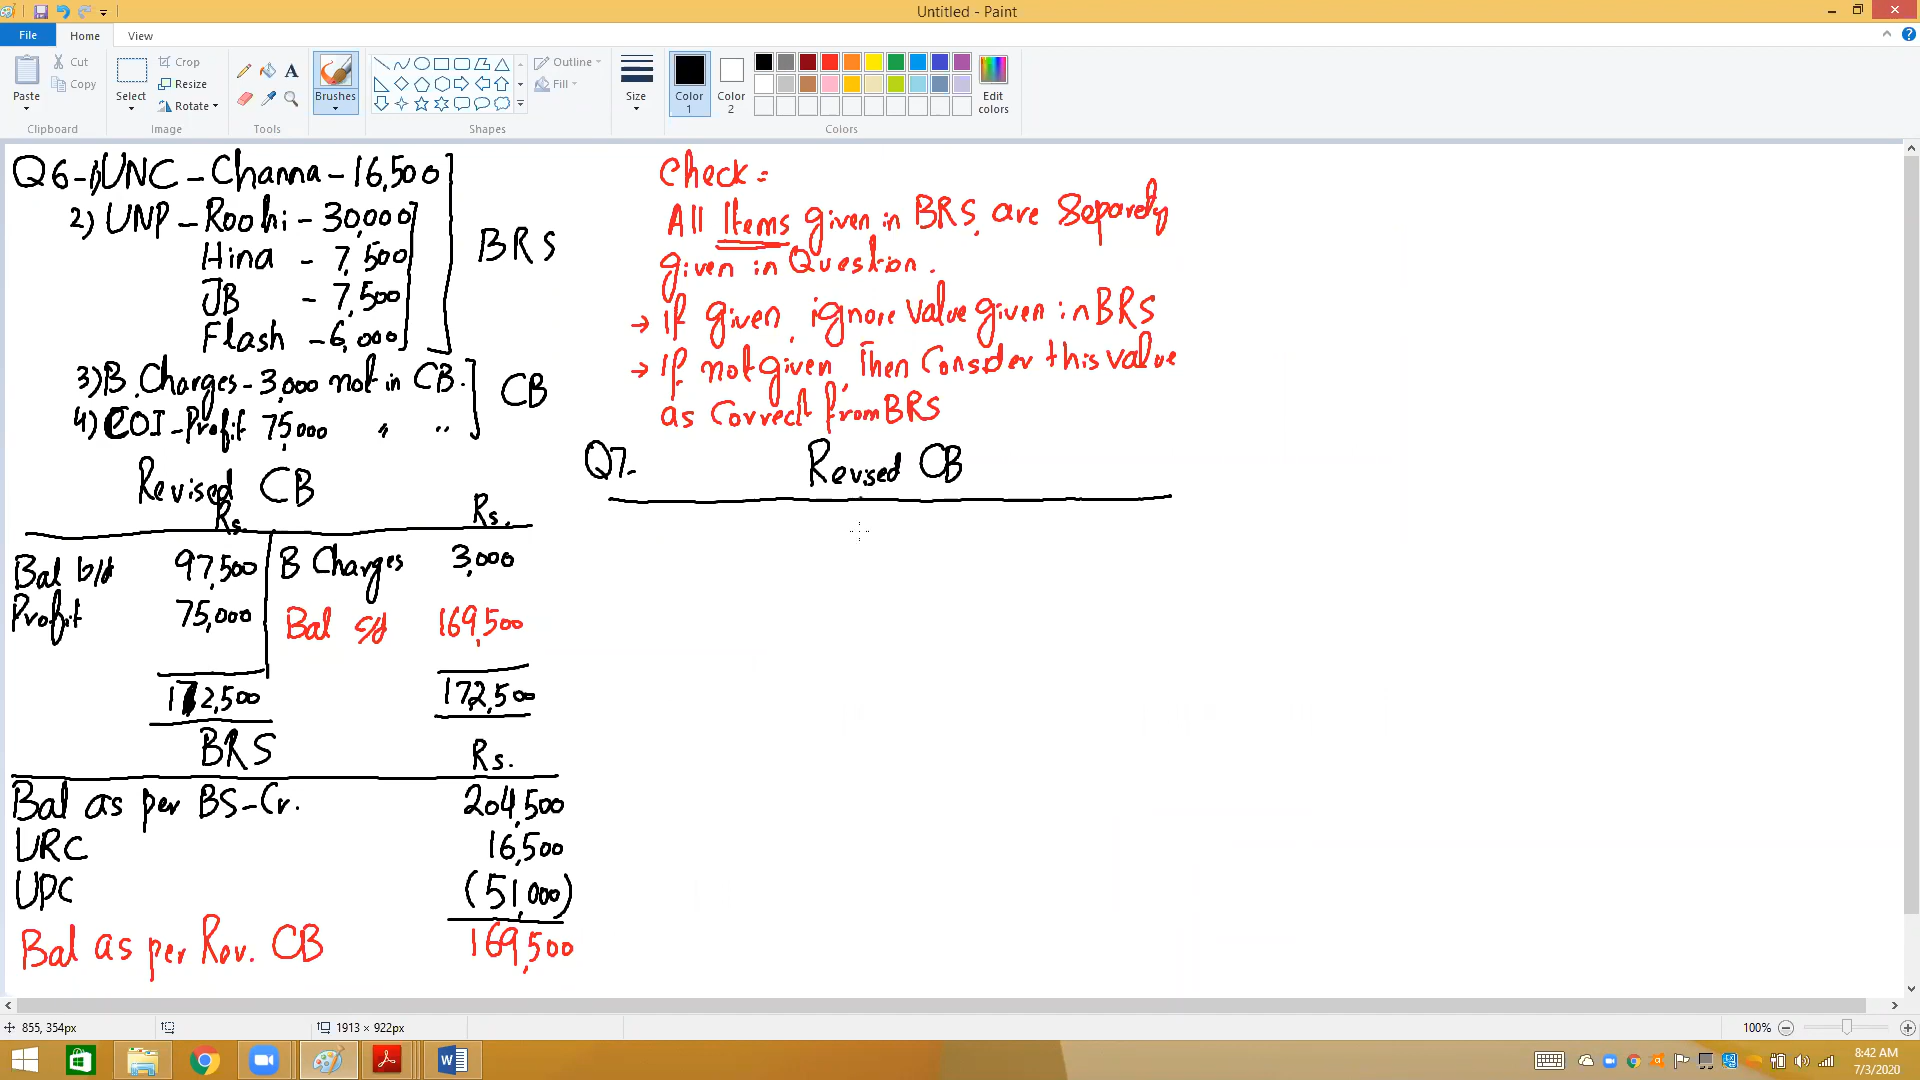 Untitled - Paint
File Home View
Paste Cut Copy Clipboard
Select Crop Resize Rotate Image
Tools
Brushes
Shapes Outline Fill
Size
Color 1 Color 2 Edit colors Colors
Q6-1) UNC - Channa - 16,500
2) UNP - Roohi - 30,000
Hina - 7,500
JB - 7,500
Flash - 6,000
BRS
3) B. Charges - 3,000 not in CB.
4) COI - Profit 75,000 " "
CB
Revised CB
Rs. Rs.
Bal b/d 97,500 B Charges 3,000
Profit 75,000 Bal c/d 169,500
172,500 172,500
BRS Rs.
Bal as per BS-Cr. 204,500
URC 16,500
UPC (51,000)
Bal as per Rev. CB 169,500
Check =
All Items given in BRS, are Separetly
given in Question.
→ If given, ignore Value given in BRS
→ If not given, Then Consider this value
as Correct from BRS
Q7- Revised CB
855, 354px 1913 × 922px 100%
8:42 AM
7/3/2020